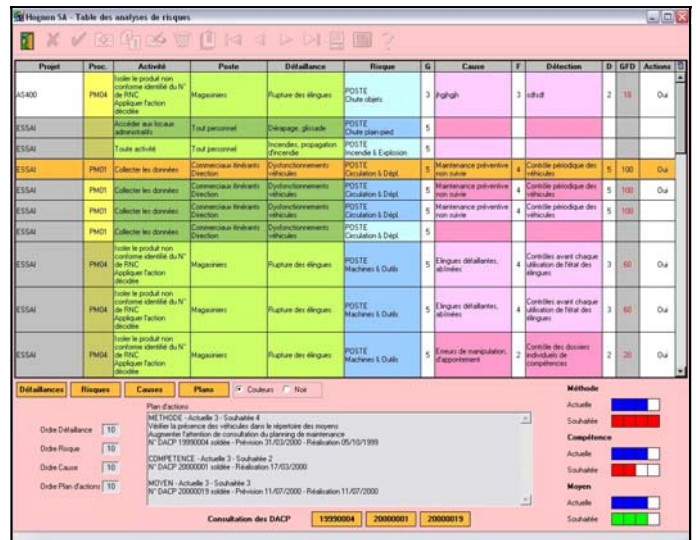 Hognon SA - Table des analyses de risques
Projet Proc. Activité Poste Défaillance Risque G Cause F Détection D GFD Actions
AS400 PM04 Isoler le produit non conforme identifié du N° de RNC Appliquer l'action décidée Magasiniers Rupture des élingues POSTE Chute objets 3 jhgjhgjh 3 sdfsdf 2 18 Oui
ESSAI Accéder aux locaux administratifs Tout personnel Dérapage, glissade POSTE Chute plain-pied 5
ESSAI Toute activité Tout personnel Incendies, propagation d'incendie POSTE Incendie & Explosion 5
ESSAI PM01 Collecter les données Commerciaux itinérants Direction Dysfonctionnements véhicules POSTE Circulation & Dépl. 5 Maintenance préventive non suivie 4 Contrôle périodique des véhicules 5 100 Oui
ESSAI PM01 Collecter les données Commerciaux itinérants Direction Dysfonctionnements véhicules POSTE Circulation & Dépl. 5 Maintenance préventive non suivie 4 Contrôle périodique des véhicules 5 100 Oui
ESSAI PM01 Collecter les données Commerciaux itinérants Direction Dysfonctionnements véhicules POSTE Circulation & Dépl. 5 Maintenance préventive non suivie 4 Contrôle périodique des véhicules 5 100
ESSAI PM01 Collecter les données Commerciaux itinérants Direction Dysfonctionnements véhicules POSTE Circulation & Dépl. 5
ESSAI PM04 Isoler le produit non conforme identifié du N° de RNC Appliquer l'action décidée Magasiniers Rupture des élingues POSTE Machines & Outils 5 Elingues défaillantes, abîmées 4 Contrôles avant chaque utilisation de l'état des élingues 3 60 Oui
ESSAI PM04 Isoler le produit non conforme identifié du N° de RNC Appliquer l'action décidée Magasiniers Rupture des élingues POSTE Machines & Outils 5 Elingues défaillantes, abîmées 4 Contrôles avant chaque utilisation de l'état des élingues 3 60 Oui
ESSAI PM04 Isoler le produit non conforme identifié du N° de RNC Appliquer l'action décidée Magasiniers Rupture des élingues POSTE Machines & Outils 5 Erreurs de manipulation, d'appontement 2 Contrôle des dossiers individuels de compétences 2 20 Oui
Défaillances Risques Causes Plans Couleurs Noir
Plan d'actions
METHODE - Actuelle 3 - Souhaitée 4
Vérifier la présence des véhicules dans le répertoire des moyens
Augmenter l'attention de consultation du planning de maintenance
N° DACP 19990004 soldée - Prévision 31/03/2000 - Réalisation 05/10/1999
COMPETENCE - Actuelle 3 - Souhaitée 2
N° DACP 20000001 soldée - Réalisation 17/03/2000
MOYEN - Actuelle 3 - Souhaitée 3
N° DACP 20000019 soldée - Prévision 11/07/2000 - Réalisation 11/07/2000
Ordre Défaillance 10
Ordre Risque 10
Ordre Cause 10
Ordre Plan d'actions 10
Méthode
Actuelle
Souhaitée
Compétence
Actuelle
Souhaitée
Moyen
Actuelle
Souhaitée
Consultation des DACP 19990004 20000001 20000019